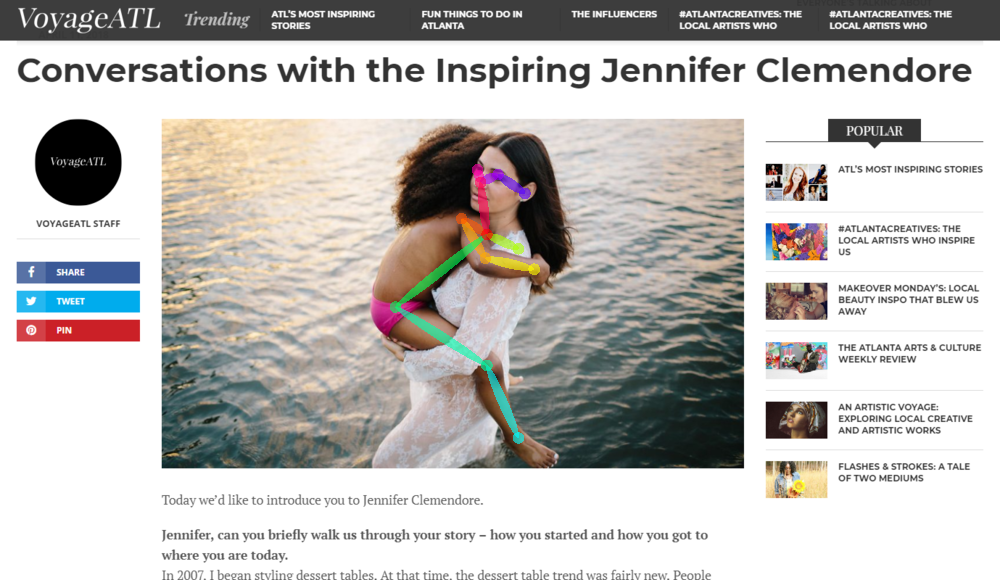 VoyageATL
Trending
ATL'S MOST INSPIRING
STORIES
FUN THINGS TO DO IN
ATLANTA
THE INFLUENCERS
#ATLANTACREATIVES: THE
LOCAL ARTISTS WHO
#ATLANTACREATIVES: THE
LOCAL ARTISTS WHO
Conversations with the Inspiring Jennifer Clemendore
VoyageATL
VOYAGEATL STAFF
SHARE
TWEET
PIN
POPULAR
ATL'S MOST INSPIRING STORIES
#ATLANTACREATIVES: THE
LOCAL ARTISTS WHO INSPIRE
US
MAKEOVER MONDAY'S: LOCAL
BEAUTY INSPO THAT BLEW US
AWAY
THE ATLANTA ARTS & CULTURE
WEEKLY REVIEW
AN ARTISTIC VOYAGE:
EXPLORING LOCAL CREATIVE
AND ARTISTIC WORKS
FLASHES & STROKES: A TALE
OF TWO MEDIUMS
Today we'd like to introduce you to Jennifer Clemendore.
Jennifer, can you briefly walk us through your story – how you started and how you got to
where you are today.
In 2007, I began styling dessert tables. At that time, the dessert table trend was fairly new. People